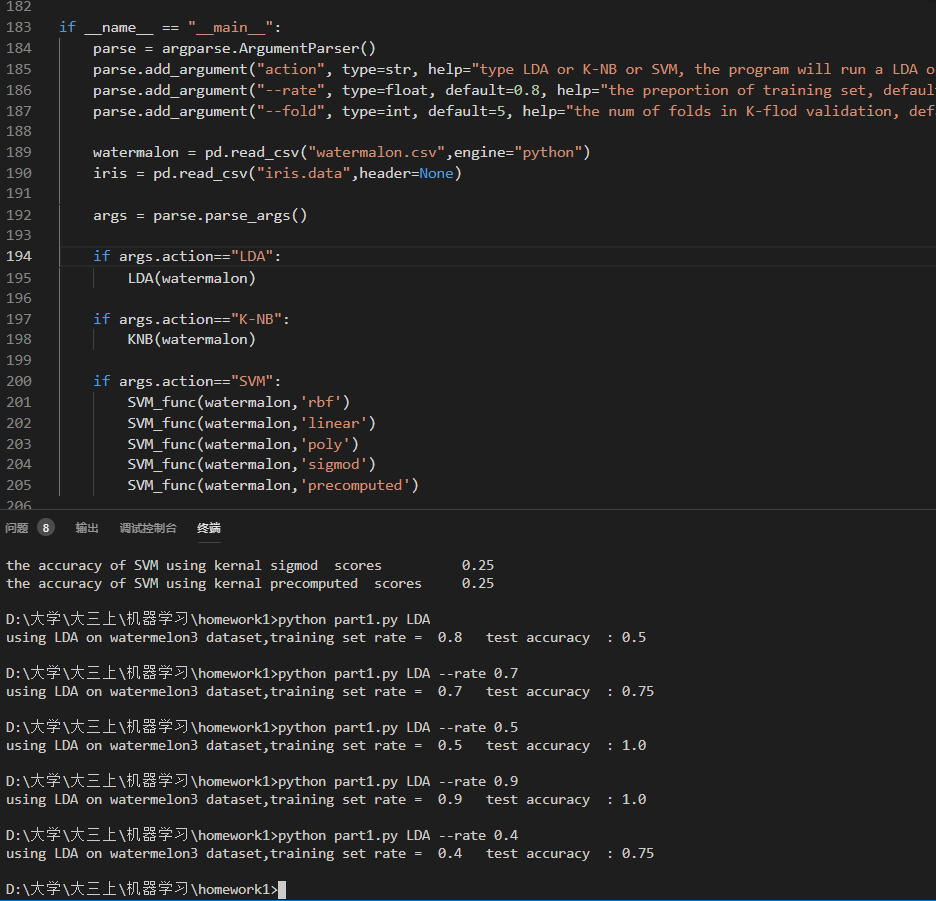 182
183 if __name__ == "__main__":
184 parse = argparse.ArgumentParser()
185 parse.add_argument("action", type=str, help="type LDA or K-NB or SVM, the program will run a LDA o
186 parse.add_argument("--rate", type=float, default=0.8, help="the preportion of training set, defaul
187 parse.add_argument("--fold", type=int, default=5, help="the num of folds in K-flod validation, def
188
189 watermalon = pd.read_csv("watermalon.csv",engine="python")
190 iris = pd.read_csv("iris.data",header=None)
191
192 args = parse.parse_args()
193
194 if args.action=="LDA":
195 LDA(watermalon)
196
197 if args.action=="K-NB":
198 KNB(watermalon)
199
200 if args.action=="SVM":
201 SVM_func(watermalon,'rbf')
202 SVM_func(watermalon,'linear')
203 SVM_func(watermalon,'poly')
204 SVM_func(watermalon,'sigmod')
205 SVM_func(watermalon,'precomputed')
206
问题 8 输出 调试控制台 终端
the accuracy of SVM using kernal sigmod scores 0.25
the accuracy of SVM using kernal precomputed scores 0.25
D:\大学\大三上\机器学习\homework1>python part1.py LDA
using LDA on watermelon3 dataset,training set rate = 0.8 test accuracy : 0.5
D:\大学\大三上\机器学习\homework1>python part1.py LDA --rate 0.7
using LDA on watermelon3 dataset,training set rate = 0.7 test accuracy : 0.75
D:\大学\大三上\机器学习\homework1>python part1.py LDA --rate 0.5
using LDA on watermelon3 dataset,training set rate = 0.5 test accuracy : 1.0
D:\大学\大三上\机器学习\homework1>python part1.py LDA --rate 0.9
using LDA on watermelon3 dataset,training set rate = 0.9 test accuracy : 1.0
D:\大学\大三上\机器学习\homework1>python part1.py LDA --rate 0.4
using LDA on watermelon3 dataset,training set rate = 0.4 test accuracy : 0.75
D:\大学\大三上\机器学习\homework1>